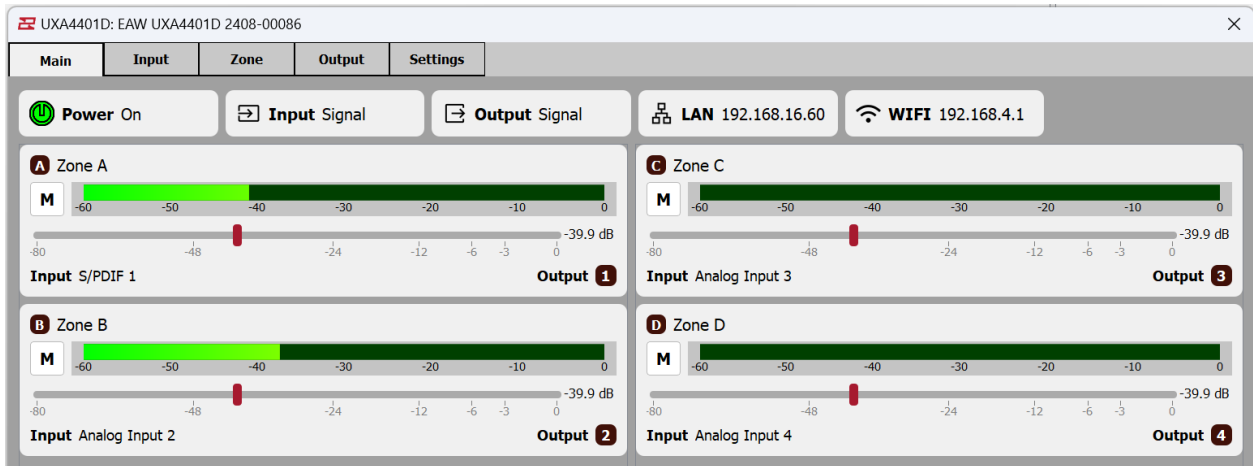 UXA4401D: EAW UXA4401D 2408-00086
Main Input Zone Output Settings
Power On Input Signal Output Signal LAN 192.168.16.60 WIFI 192.168.4.1
A Zone A
M
-60 -50 -40 -30 -20 -10 0
-39.9 dB
-80 -48 -24 -12 -6 -3 0
Input S/PDIF 1 Output 1
B Zone B
M
-60 -50 -40 -30 -20 -10 0
-39.9 dB
-80 -48 -24 -12 -6 -3 0
Input Analog Input 2 Output 2
C Zone C
M
-60 -50 -40 -30 -20 -10 0
-39.9 dB
-80 -48 -24 -12 -6 -3 0
Input Analog Input 3 Output 3
D Zone D
M
-60 -50 -40 -30 -20 -10 0
-39.9 dB
-80 -48 -24 -12 -6 -3 0
Input Analog Input 4 Output 4